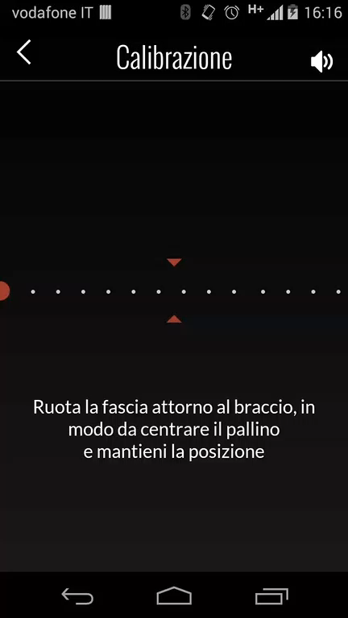 vodafone IT H+ 16:16
Calibrazione
Ruota la fascia attorno al braccio, in
modo da centrare il pallino
e mantieni la posizione